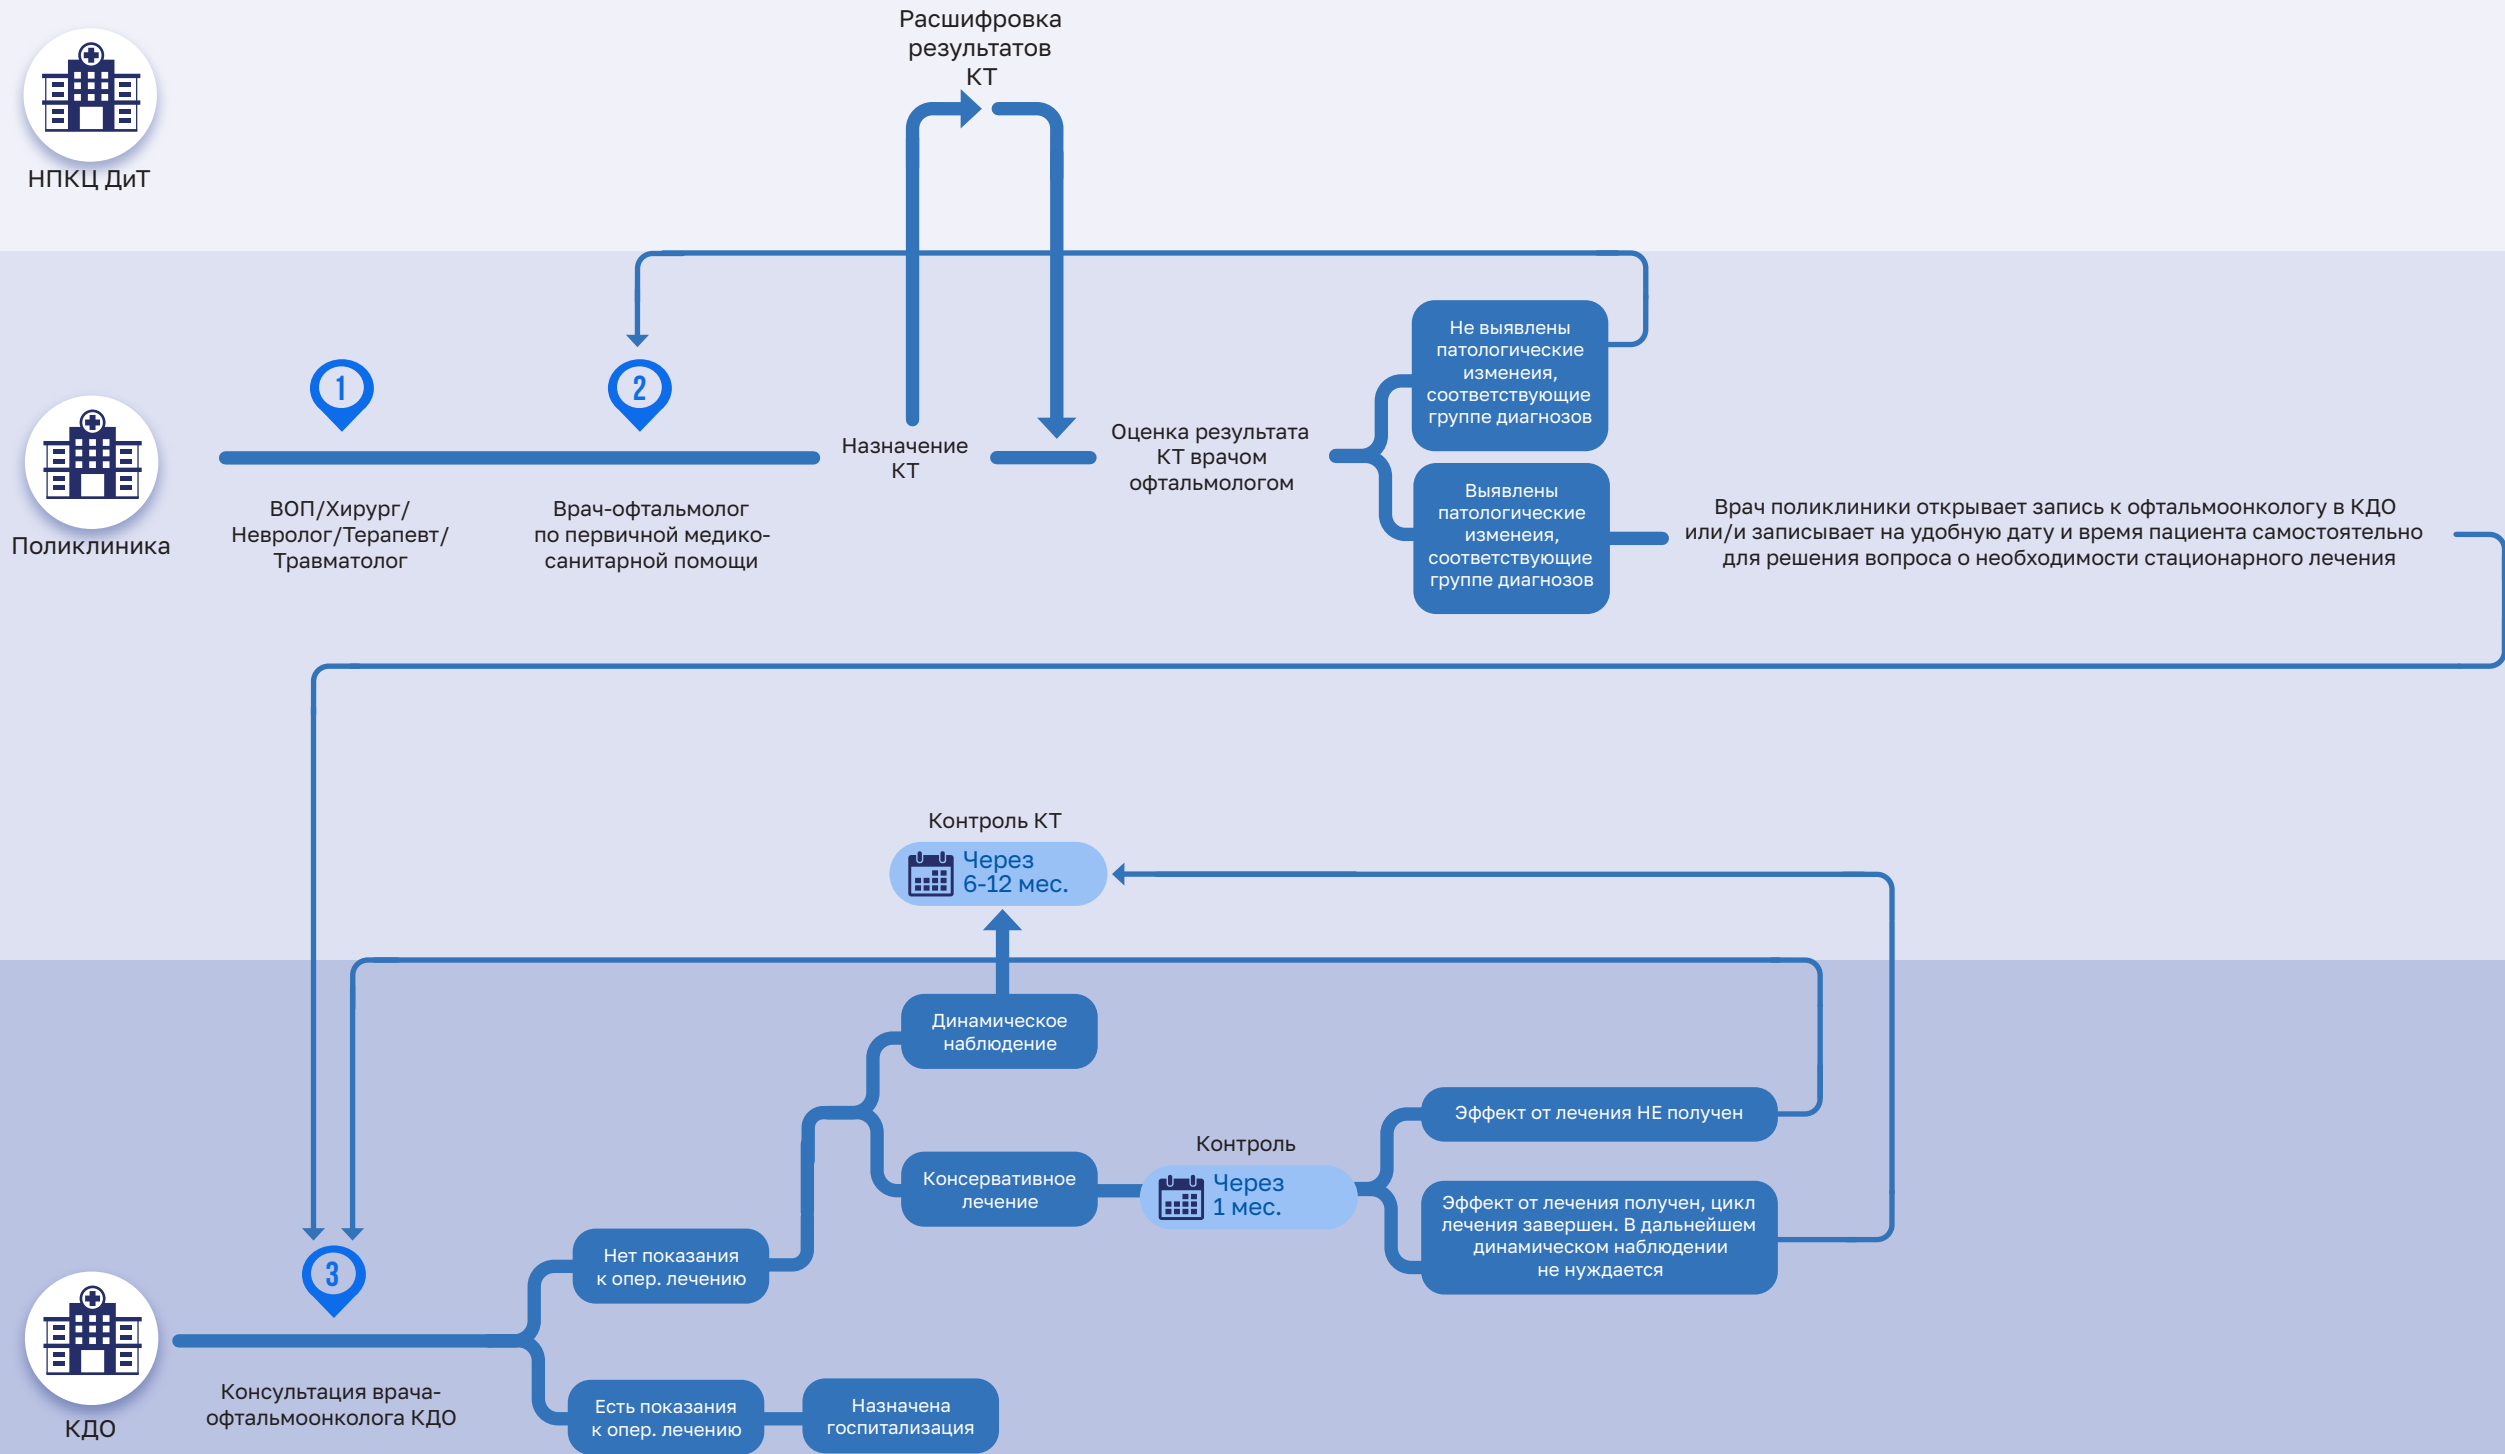 Расшифровка
результатов
КТ
НПКЦ ДиТ
1
2
Поликлиника
ВОП/Хирург/
Невролог/Терапевт/
Травматолог
Врач-офтальмолог
по первичной медико-
санитарной помощи
Назначение
КТ
Оценка результата
КТ врачом
офтальмологом
Не выявлены
патологические
изменеия,
соответствующие
группе диагнозов
Выявлены
патологические
изменеия,
соответствующие
группе диагнозов
Врач поликлиники открывает запись к офтальмоонкологу в КДО
или/и записывает на удобную дату и время пациента самостоятельно
для решения вопроса о необходимости стационарного лечения
Контроль КТ
Через
6-12 мес.
Динамическое
наблюдение
Консервативное
лечение
Контроль
Через
1 мес.
Эффект от лечения НЕ получен
Эффект от лечения получен, цикл
лечения завершен. В дальнейшем
динамическом наблюдении
не нуждается
3
КДО
Консультация врача-
офтальмоонколога КДО
Нет показания
к опер. лечению
Есть показания
к опер. лечению
Назначена
госпитализация